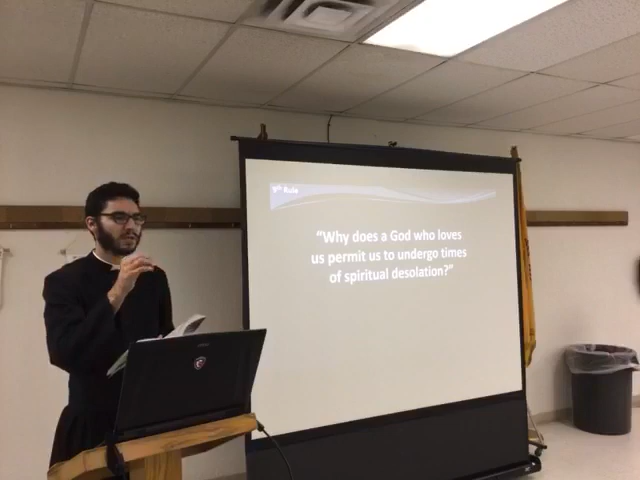 Rule
“Why does a God who loves
us permit us to undergo times
of spiritual desolation?”